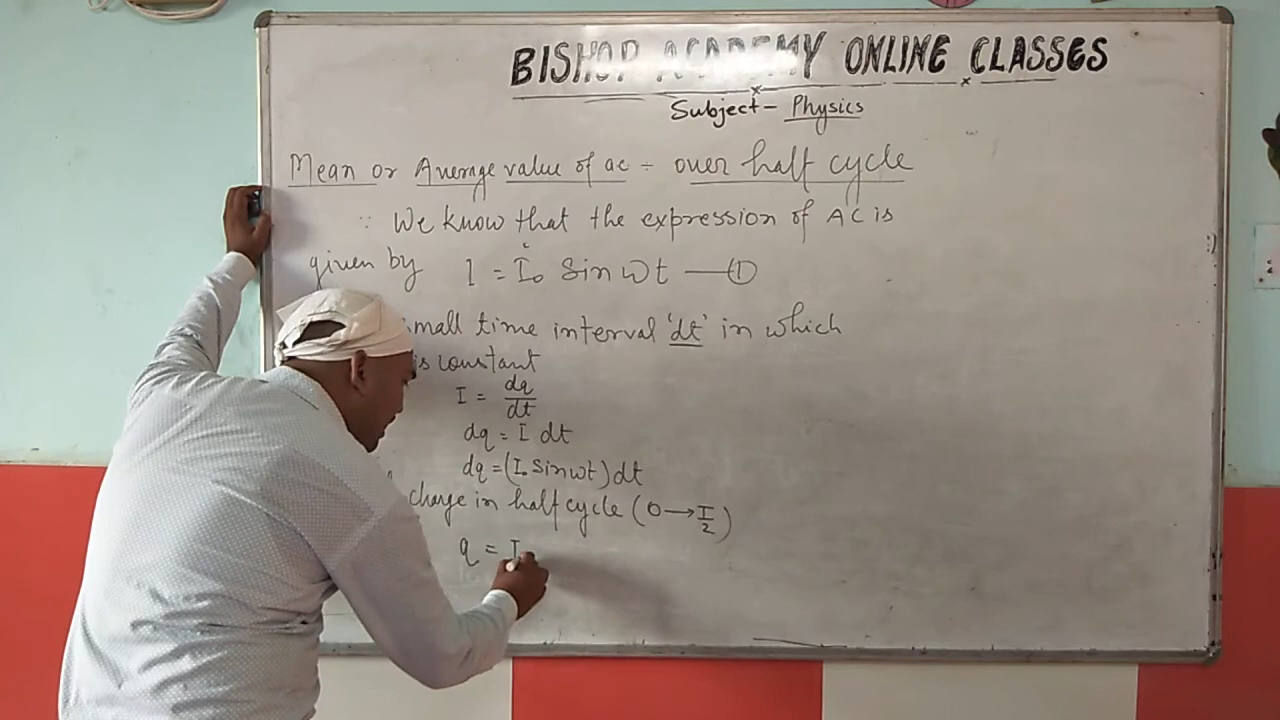 BISHOP ACADEMY ONLINE CLASSES
Subject- Physics
Mean or Average value of ac ÷ over half cycle
∵ We know that the expression of AC is
given by I = I₀ Sin ωt —①
small time interval 'dt' in which
is constant
I = dq/dt
dq = I dt
dq = (I₀ sin ωt) dt
charge in half cycle (0→I/2)
q = I